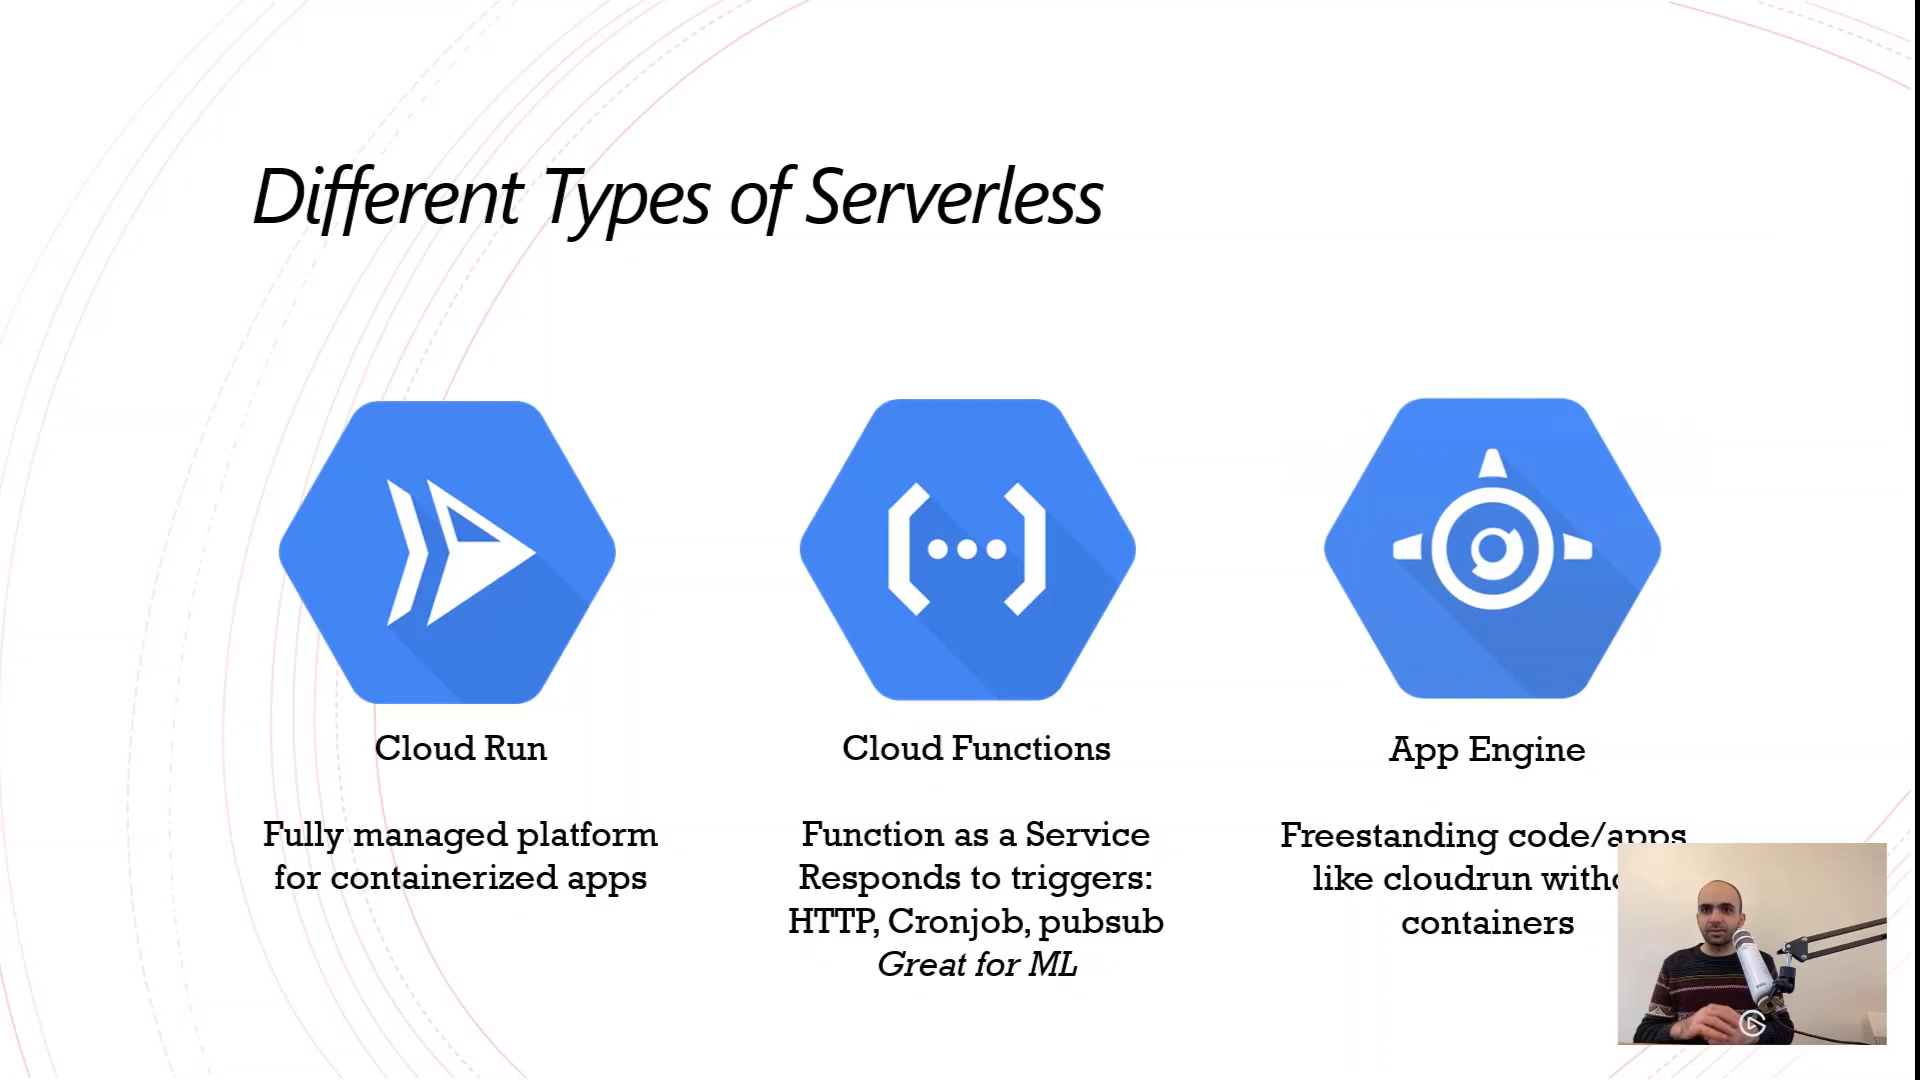 Different Types of Serverless
Cloud Run
Fully managed platform
for containerized apps
Cloud Functions
Function as a Service
Responds to triggers:
HTTP, Cronjob, pubsub
Great for ML
App Engine
Freestanding code/apps
like cloudrun
containers